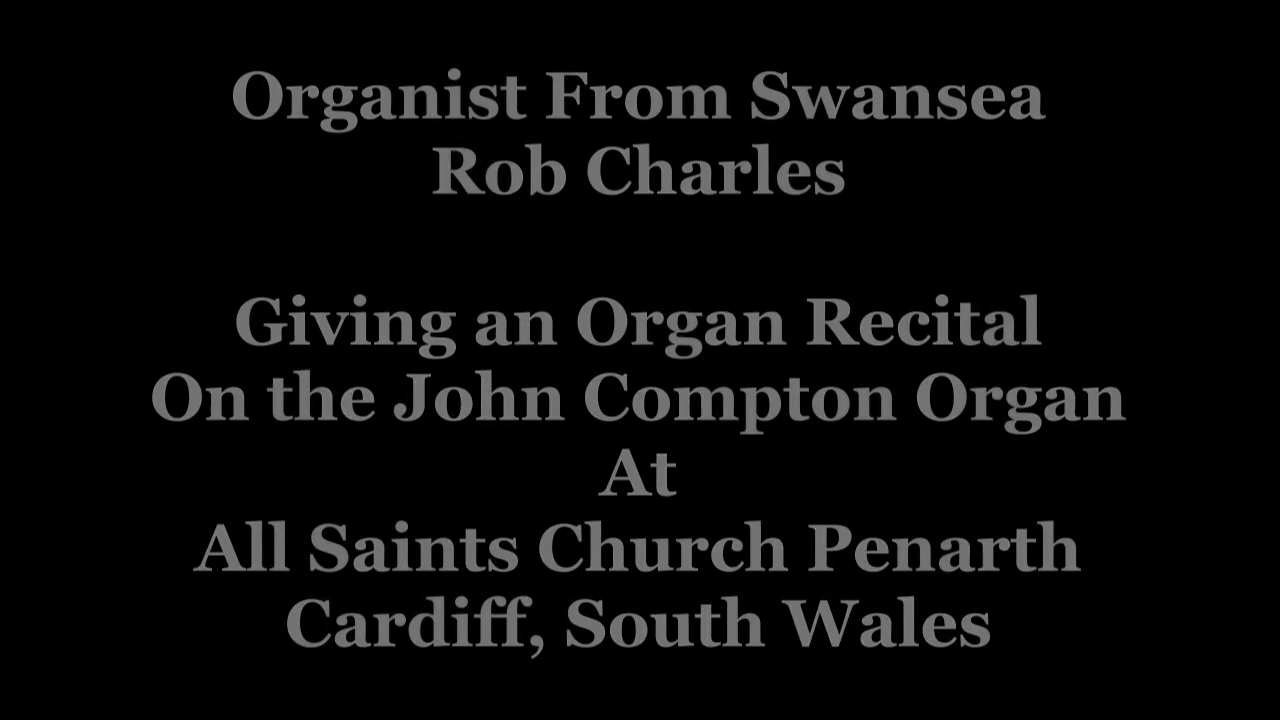 Organist From Swansea
Rob Charles
Giving an Organ Recital
On the John Compton Organ
At
All Saints Church Penarth
Cardiff, South Wales